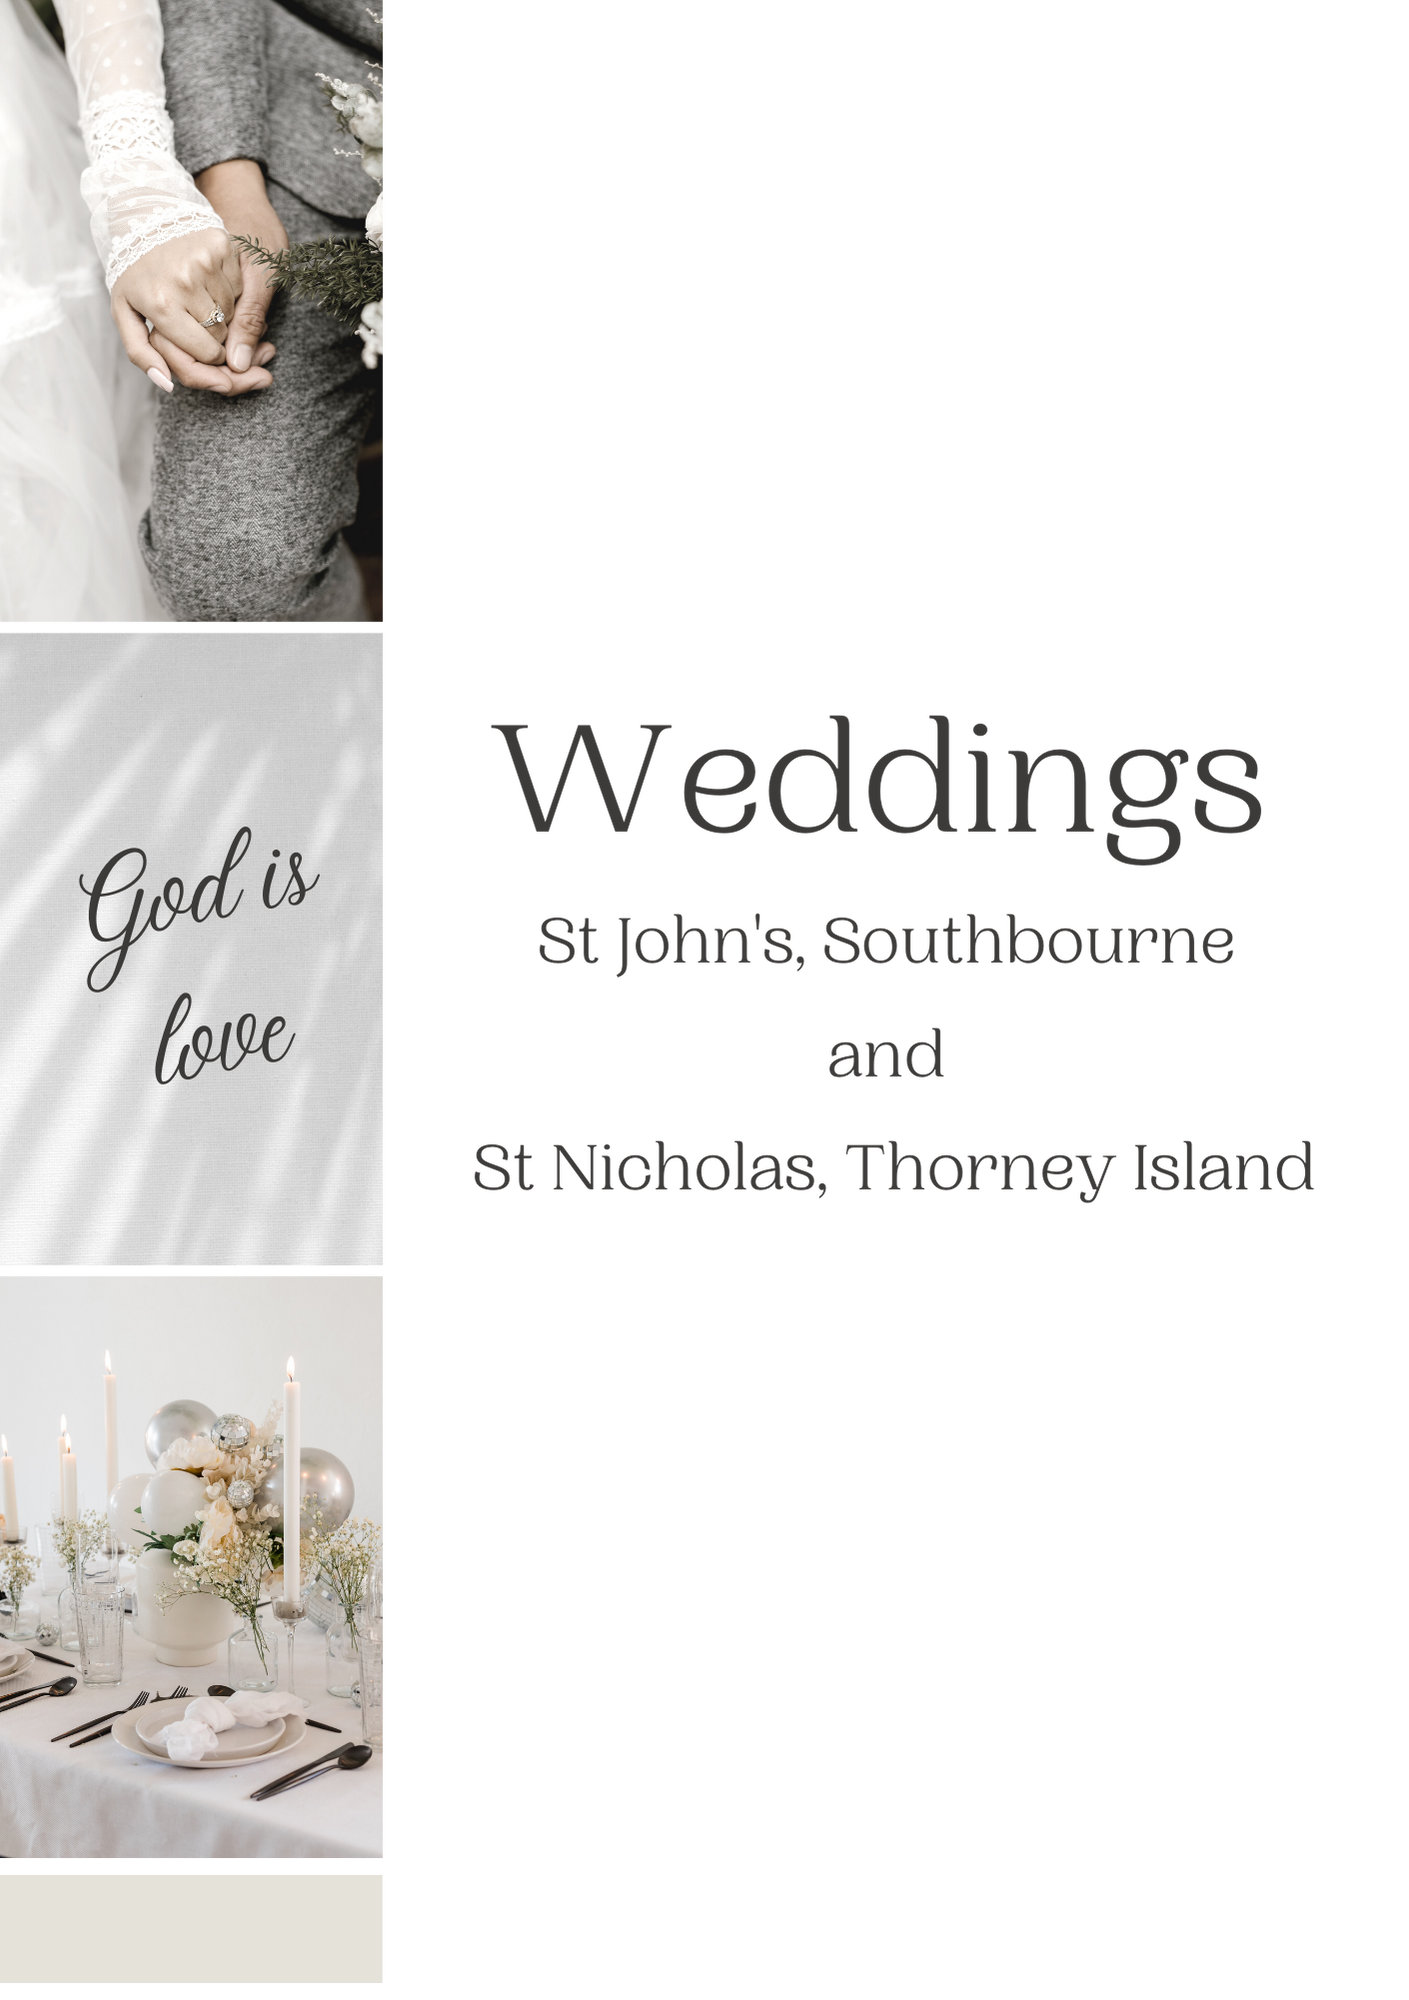 God is
love
Weddings
St John's, Southbourne
and
St Nicholas, Thorney Island